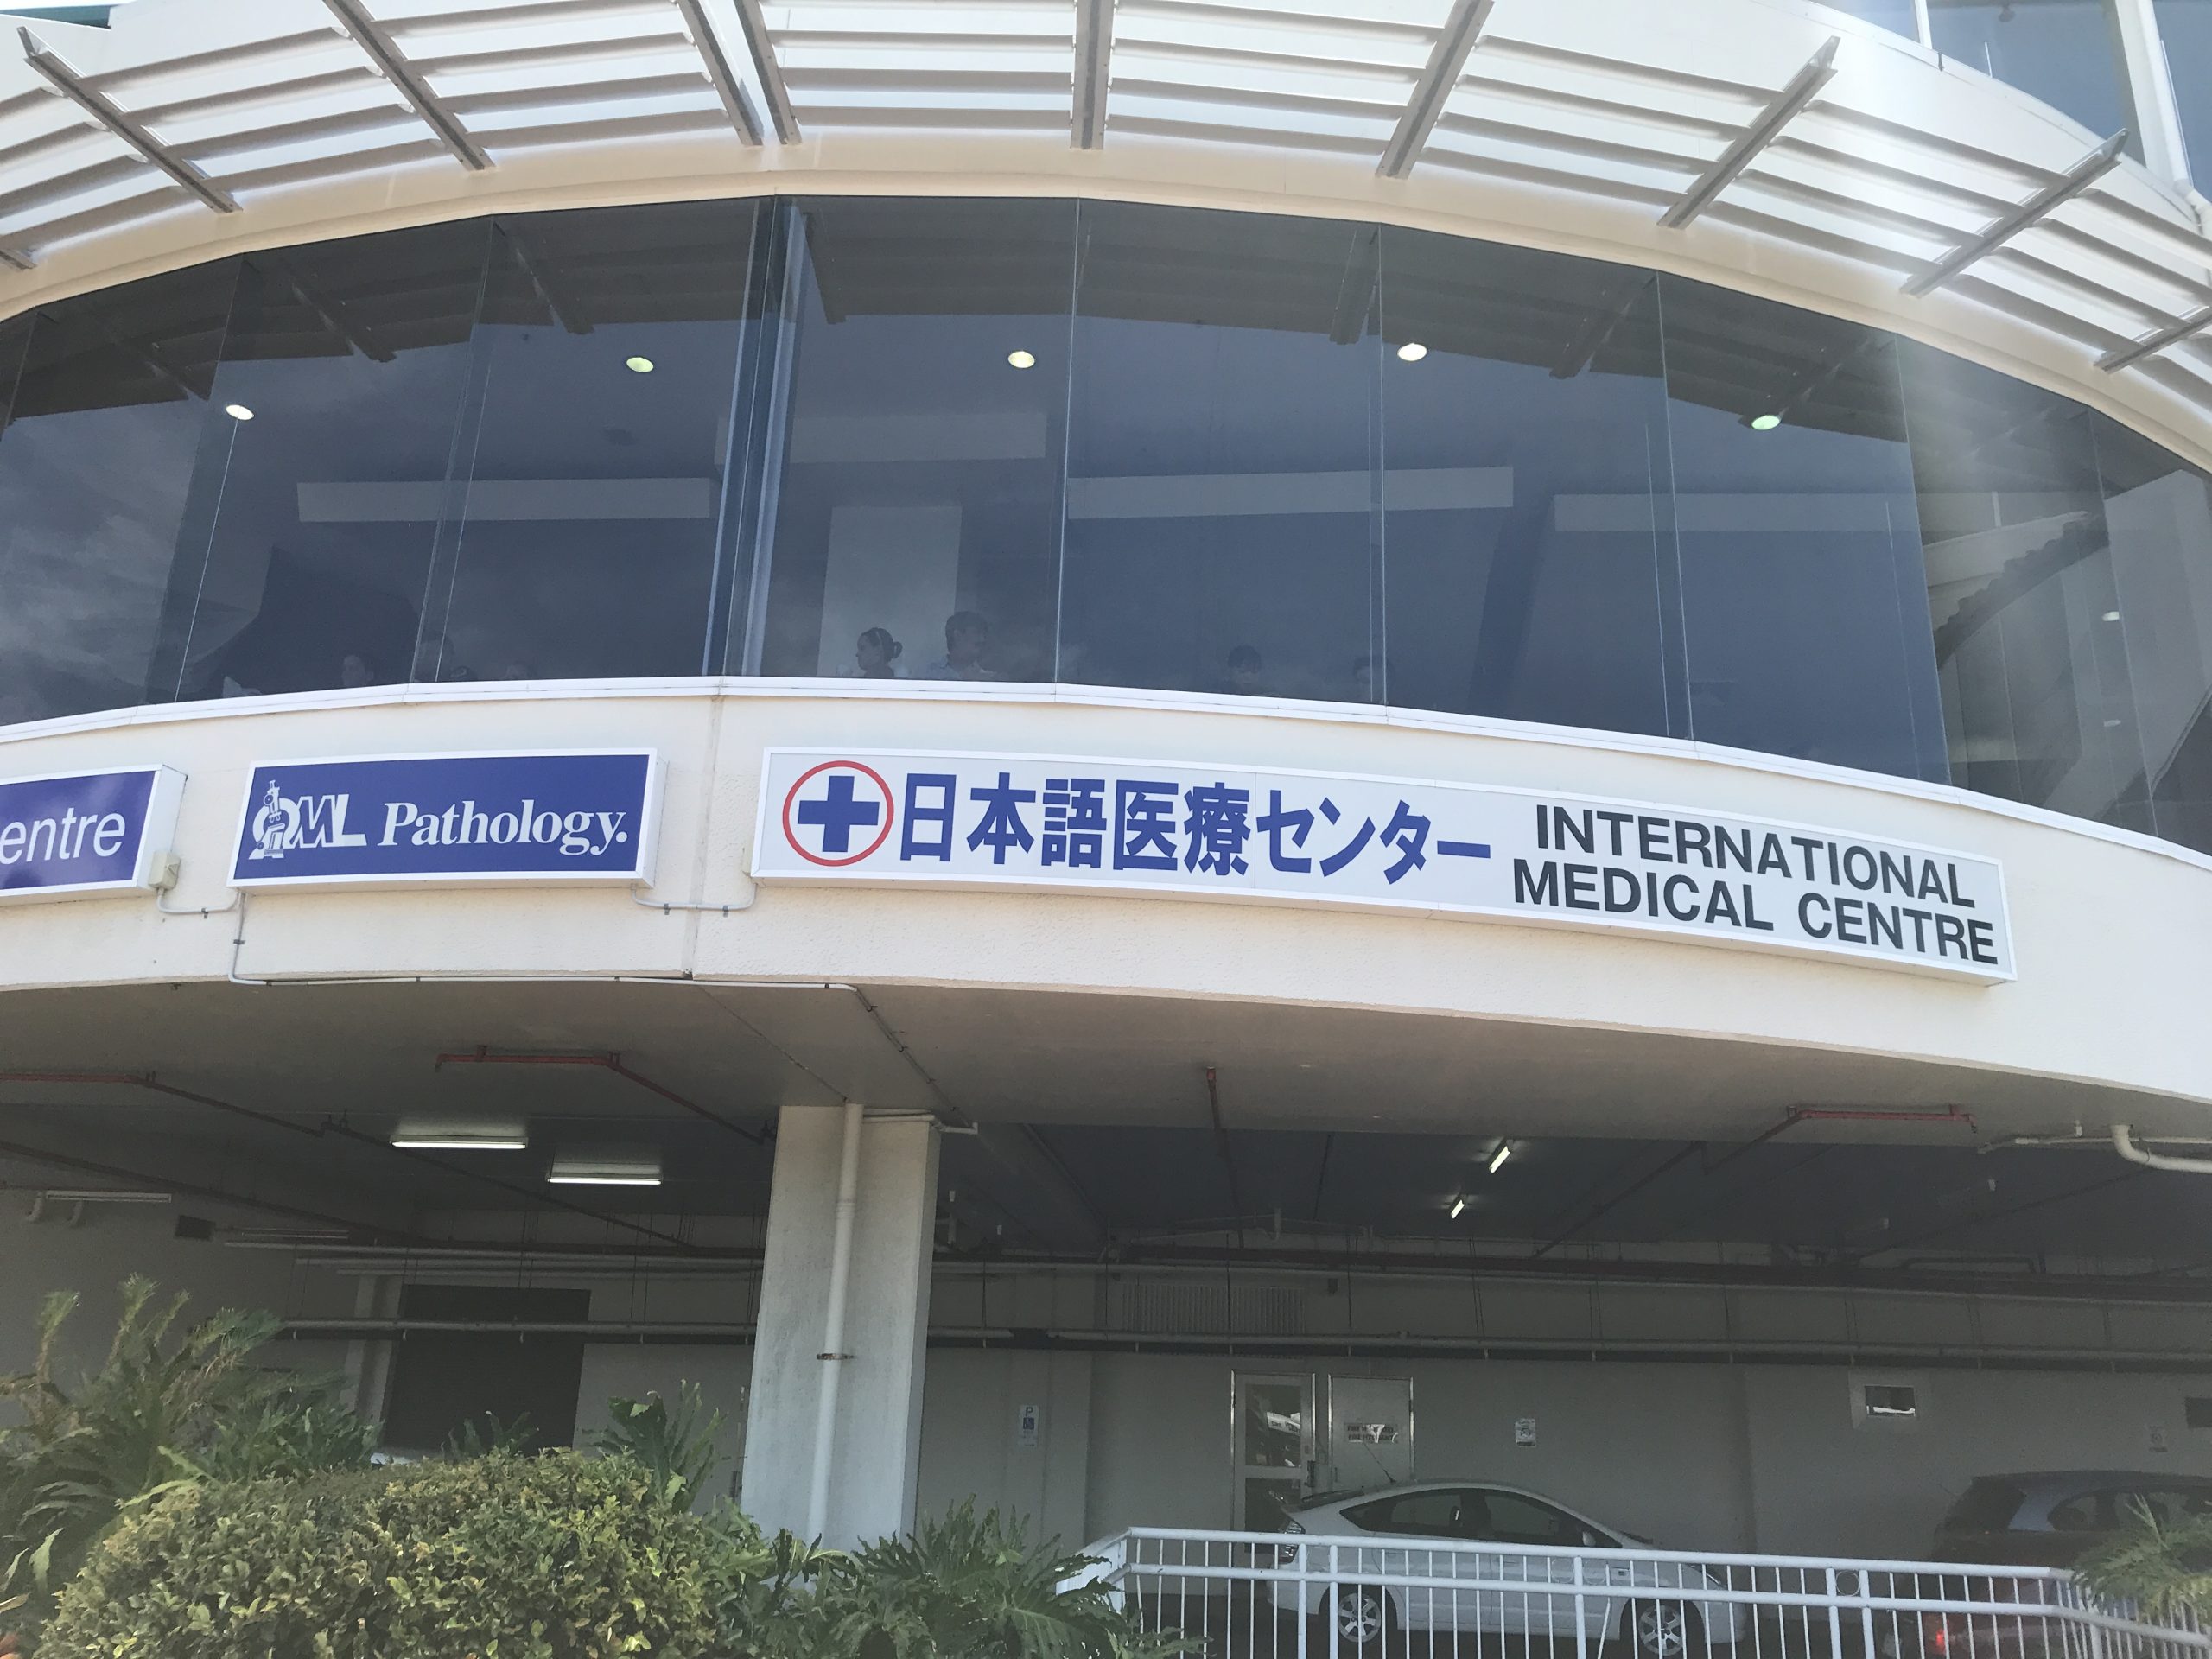 entre
QML Pathology.
日本語医療センター
INTERNATIONAL
MEDICAL CENTRE
P